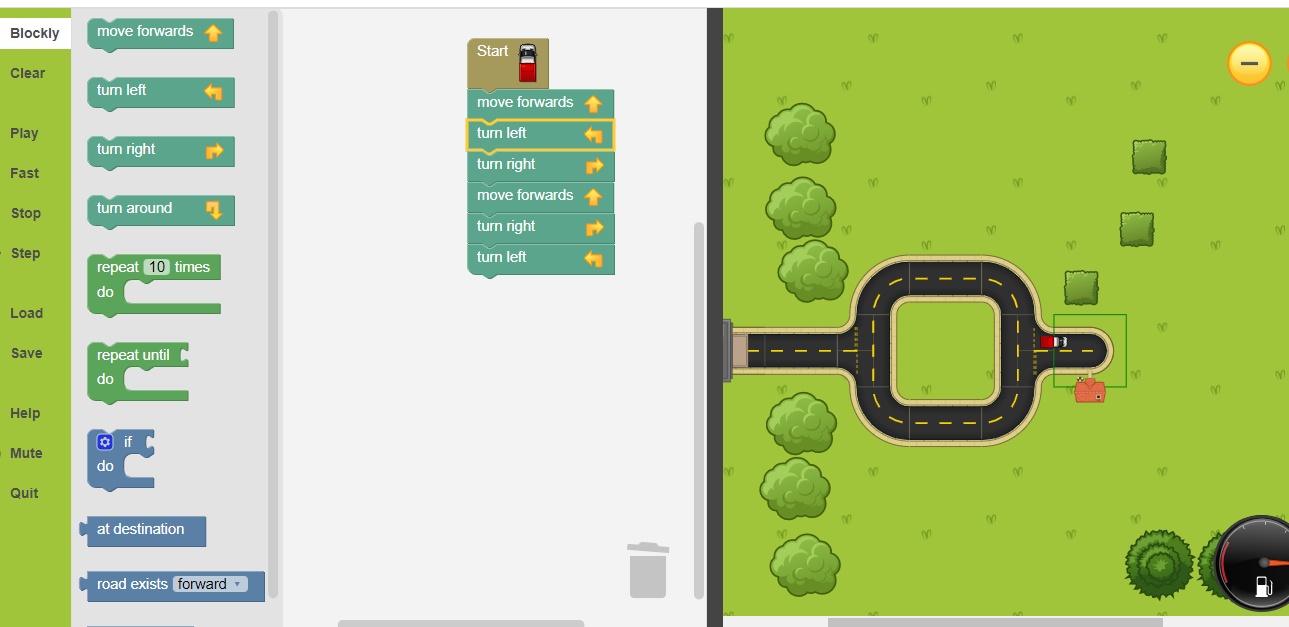 Blockly
Clear
Play
Fast
Stop
Step
Load
Save
Help
Mute
Quit
move forwards
turn left
turn right
turn around
repeat 10 times
do
repeat until
do
if
do
at destination
road exists forward
Start
move forwards
turn left
turn right
move forwards
turn right
turn left